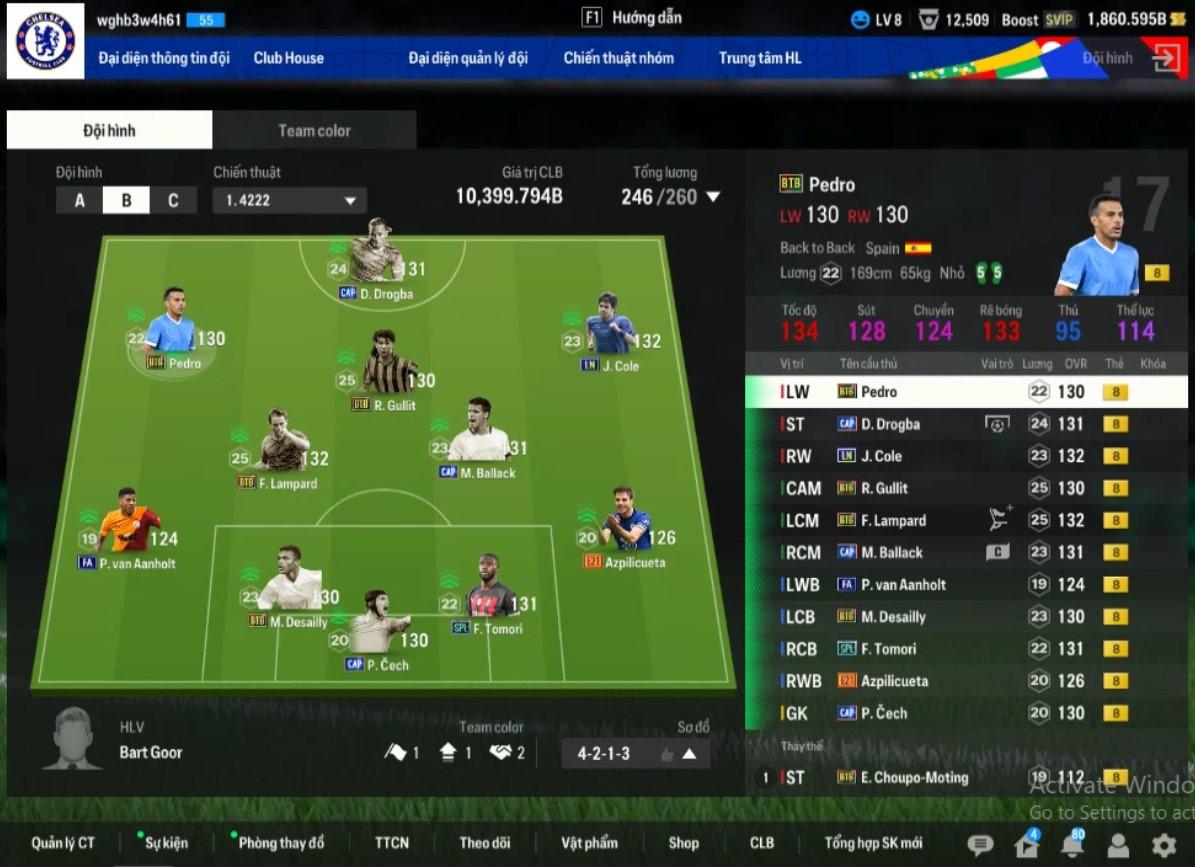 CHELSEA
FOOTBALL CLUB
wghb3w4h61 55
F1 Hướng dẫn
LV 8 12,509 Boost SVIP 1,860.595B
Đại diện thông tin đội Club House Đại diện quản lý đội Chiến thuật nhóm Trung tâm HL Đội hình
Đội hình Team color
Đội hình Chiến thuật Giá trị CLB Tổng lương
A B C 1.4222 10,399.794B 246 /260
24 131
CAP D. Drogba
22 130
BTB Pedro
23 132
LN J. Cole
25 130
BTB R. Gullit
25 132
BTB F. Lampard
23 131
CAP M. Ballack
19 124
FA P. van Aanholt
20 126
E21 Azpilicueta
23 130
BTB M. Desailly
22 131
SPL F. Tomori
20 130
CAP P. Čech
HLV
Bart Goor
Team color
1 1 2
Sơ đồ
4-2-1-3
BTB Pedro
17
LW 130 RW 130
Back to Back Spain
Lương 22 169cm 65kg Nhỏ 5 5
8
Tốc độ Sút Chuyền Rê bóng Thủ Thể lực
134 128 124 133 95 114
Vị trí Tên cầu thủ Vai trò Lương OVR Thẻ Khóa
LW BTB Pedro 22 130 8
ST CAP D. Drogba 24 131 8
RW LN J. Cole 23 132 8
CAM BTB R. Gullit 25 130 8
LCM BTB F. Lampard 25 132 8
RCM CAP M. Ballack C 23 131 8
LWB FA P. van Aanholt 19 124 8
LCB BTB M. Desailly 23 130 8
RCB SPL F. Tomori 22 131 8
RWB E21 Azpilicueta 20 126 8
GK CAP P. Čech 20 130 8
Thay thế
1 ST BTB E. Choupo-Moting 19 112 8
Activate Windo
Go to Settings to act
Quản lý CT Sự kiện Phòng thay đồ TTCN Theo dõi Vật phẩm Shop CLB Tổng hợp SK mới 4 80